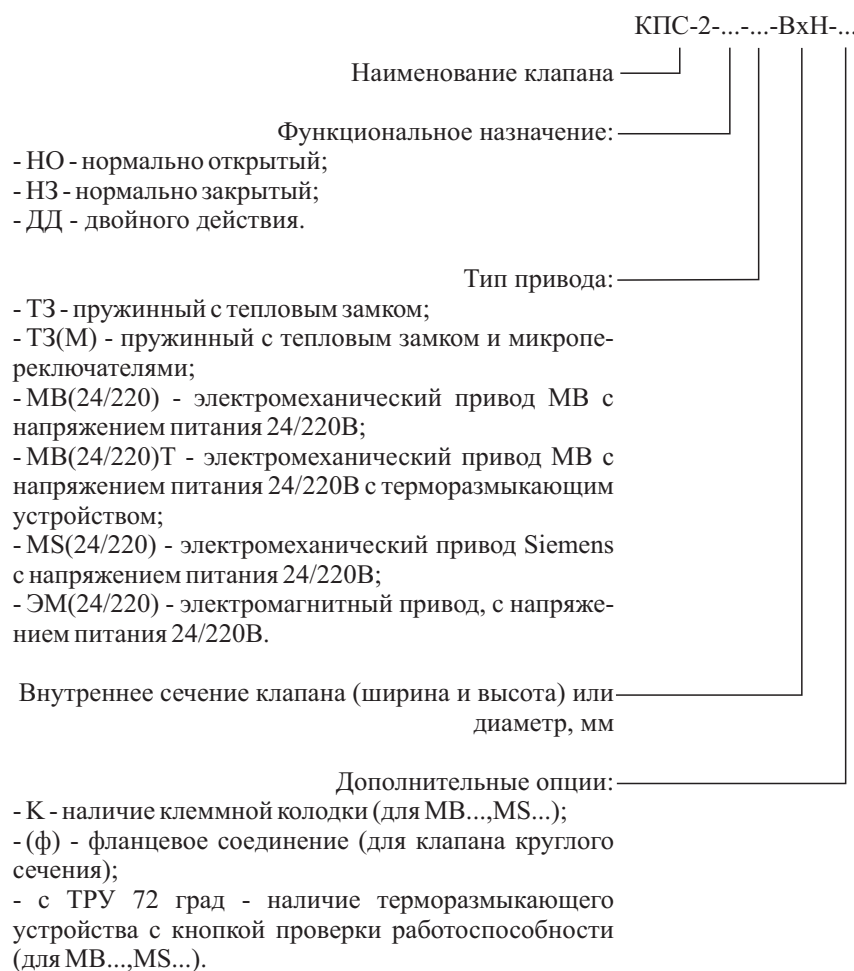 КПС-2-...-...-ВхН-...
Наименование клапана
Функциональное назначение:
- НО - нормально открытый;
- НЗ - нормально закрытый;
- ДД - двойного действия.
Тип привода:
- ТЗ - пружинный с тепловым замком;
- ТЗ(М) - пружинный с тепловым замком и микропе-
реключателями;
- МВ(24/220) - электромеханический привод МВ с
напряжением питания 24/220В;
- МВ(24/220)Т - электромеханический привод МВ с
напряжением питания 24/220В с терморазмыкающим
устройством;
- MS(24/220) - электромеханический привод Siemens
с напряжением питания 24/220В;
- ЭМ(24/220) - электромагнитный привод, с напряже-
нием питания 24/220В.
Внутреннее сечение клапана (ширина и высота) или
диаметр, мм
Дополнительные опции:
- К - наличие клеммной колодки (для МВ...,MS...);
- (ф) - фланцевое соединение (для клапана круглого
сечения);
- с ТРУ 72 град - наличие терморазмыкающего
устройства с кнопкой проверки работоспособности
(для МВ...,MS...).